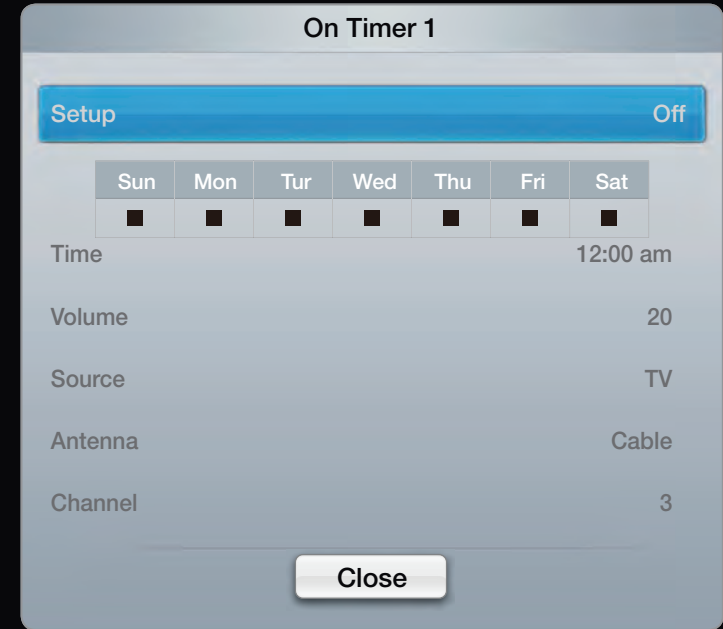 On Timer 1
Setup Off
Sun Mon Tur Wed Thu Fri Sat
Time 12:00 am
Volume 20
Source TV
Antenna Cable
Channel 3
Close